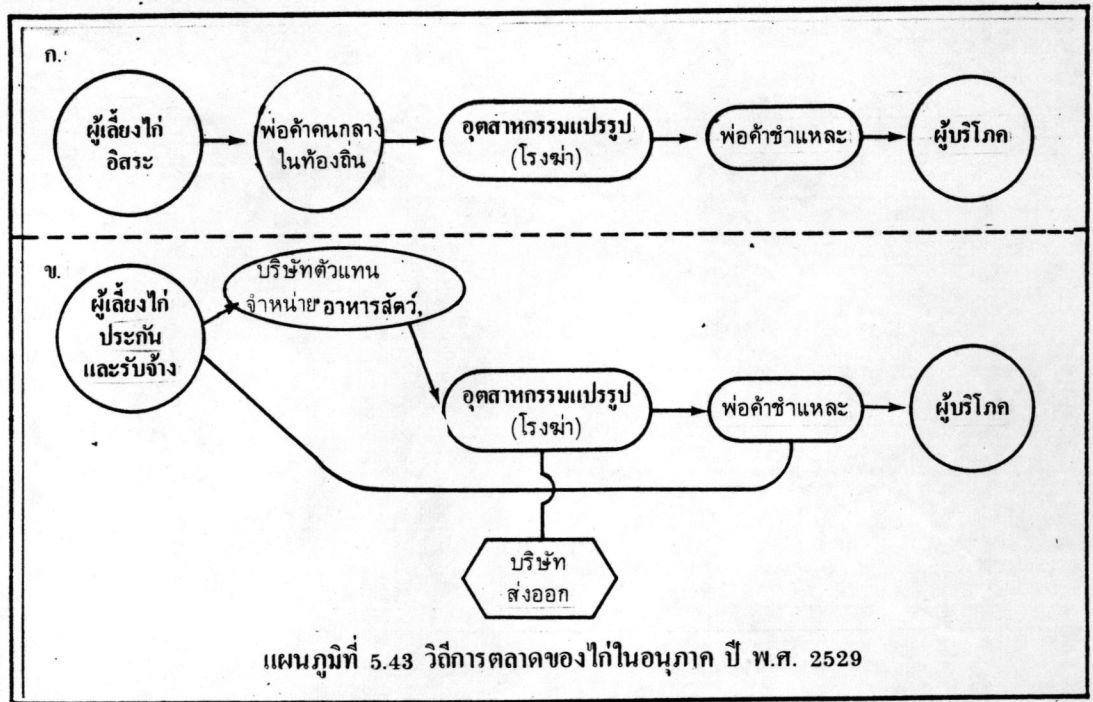 ก.
ผู้เลี้ยงไก่
อิสระ
พ่อค้าคนกลาง
ในท้องถิ่น
อุตสาหกรรมแปรรูป
(โรงฆ่า)
พ่อค้าชำแหละ
ผู้บริโภค
ข.
ผู้เลี้ยงไก่
ประกัน
และรับจ้าง
บริษัทตัวแทน
จำหน่าย อาหารสัตว์,
อุตสาหกรรมแปรรูป
(โรงฆ่า)
พ่อค้าชำแหละ
ผู้บริโภค
บริษัท
ส่งออก
แผนภูมิที่ 5.43 วิถีการตลาดของไก่ในอนุภาค ปี พ.ศ. 2529